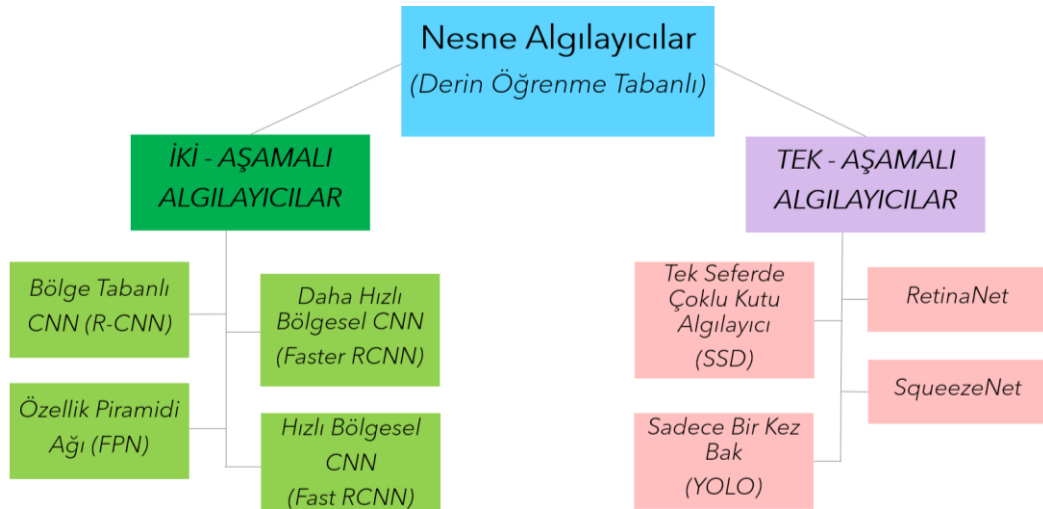 Nesne Algılayıcılar
(Derin Öğrenme Tabanlı)
İKİ - AŞAMALI
ALGILAYICILAR
TEK - AŞAMALI
ALGILAYICILAR
Bölge Tabanlı
CNN (R-CNN)
Daha Hızlı
Bölgesel CNN
(Faster RCNN)
Özellik Piramidi
Ağı (FPN)
Hızlı Bölgesel
CNN
(Fast RCNN)
Tek Seferde
Çoklu Kutu
Algılayıcı
(SSD)
RetinaNet
SqueezeNet
Sadece Bir Kez
Bak
(YOLO)